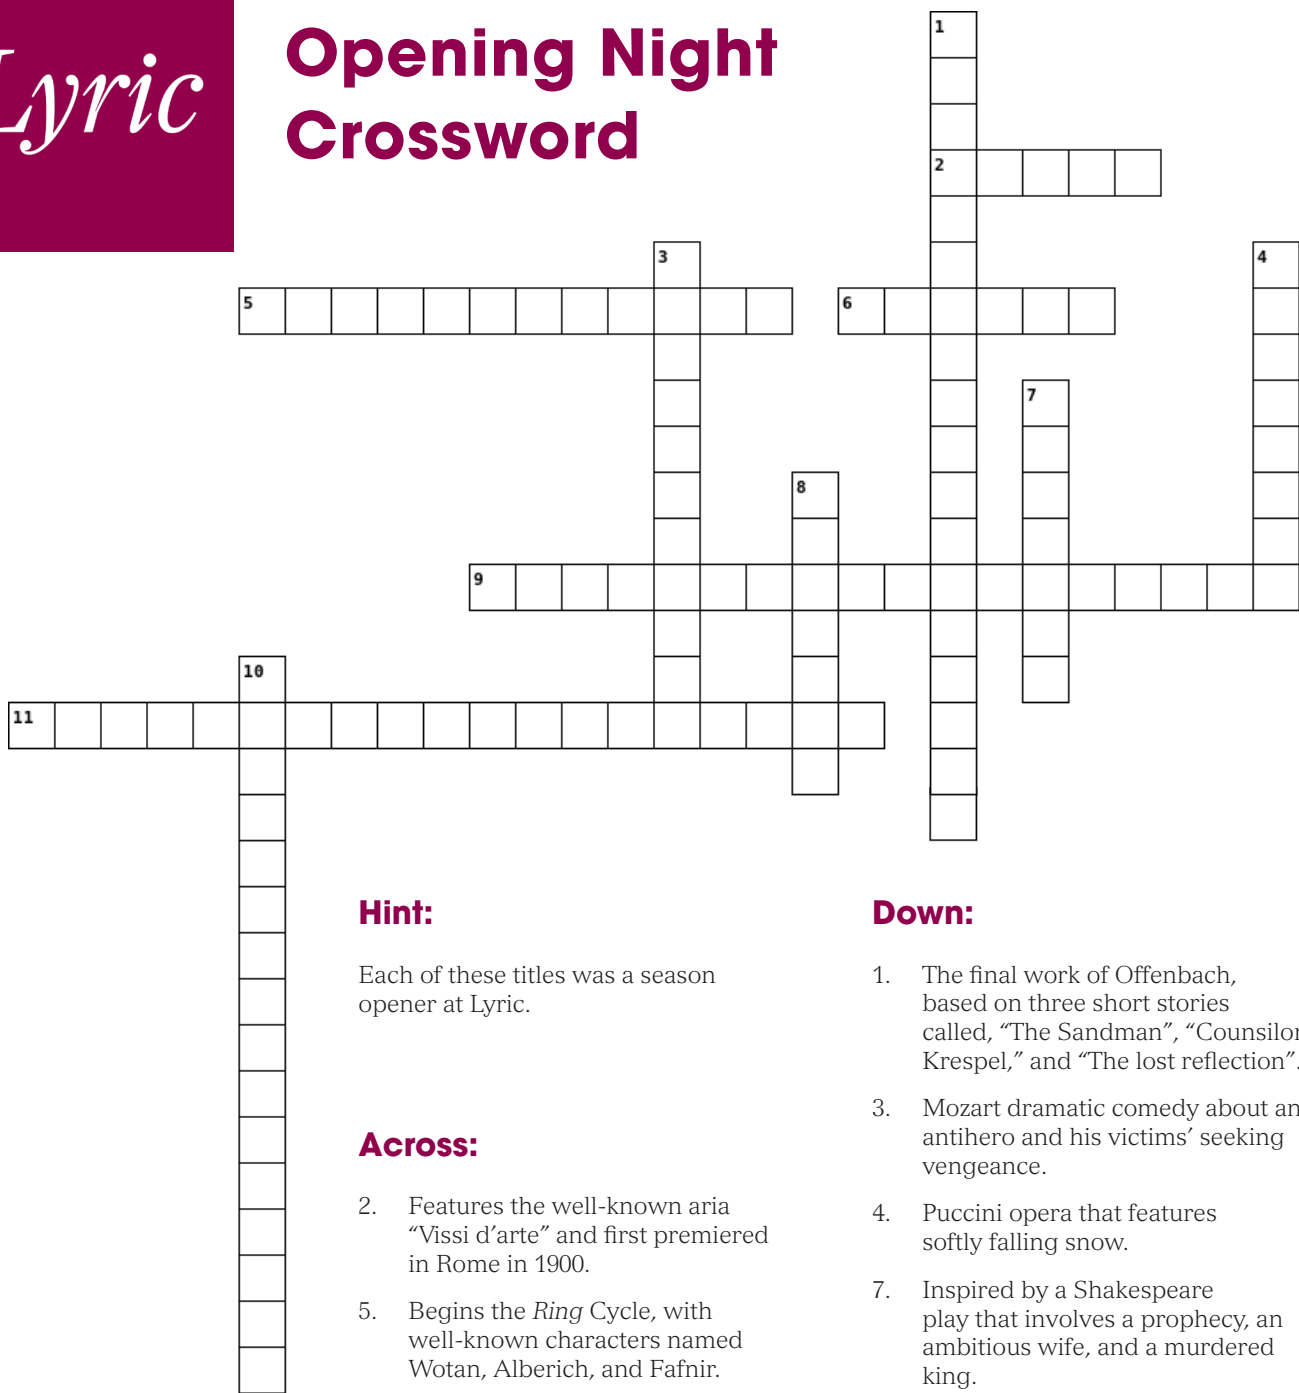 Lyric
Opening Night
Crossword
1
2
3
4
5
6
7
8
9
10
11
Hint:
Each of these titles was a season
opener at Lyric.
Across:
2. Features the well-known aria
“Vissi d’arte” and first premiered
in Rome in 1900.
5. Begins the Ring Cycle, with
well-known characters named
Wotan, Alberich, and Fafnir.
Down:
1. The final work of Offenbach,
based on three short stories
called, “The Sandman”, “Counsilor
Krespel,” and “The lost reflection”.
3. Mozart dramatic comedy about an
antihero and his victims’ seeking
vengeance.
4. Puccini opera that features
softly falling snow.
7. Inspired by a Shakespeare
play that involves a prophecy, an
ambitious wife, and a murdered
king.